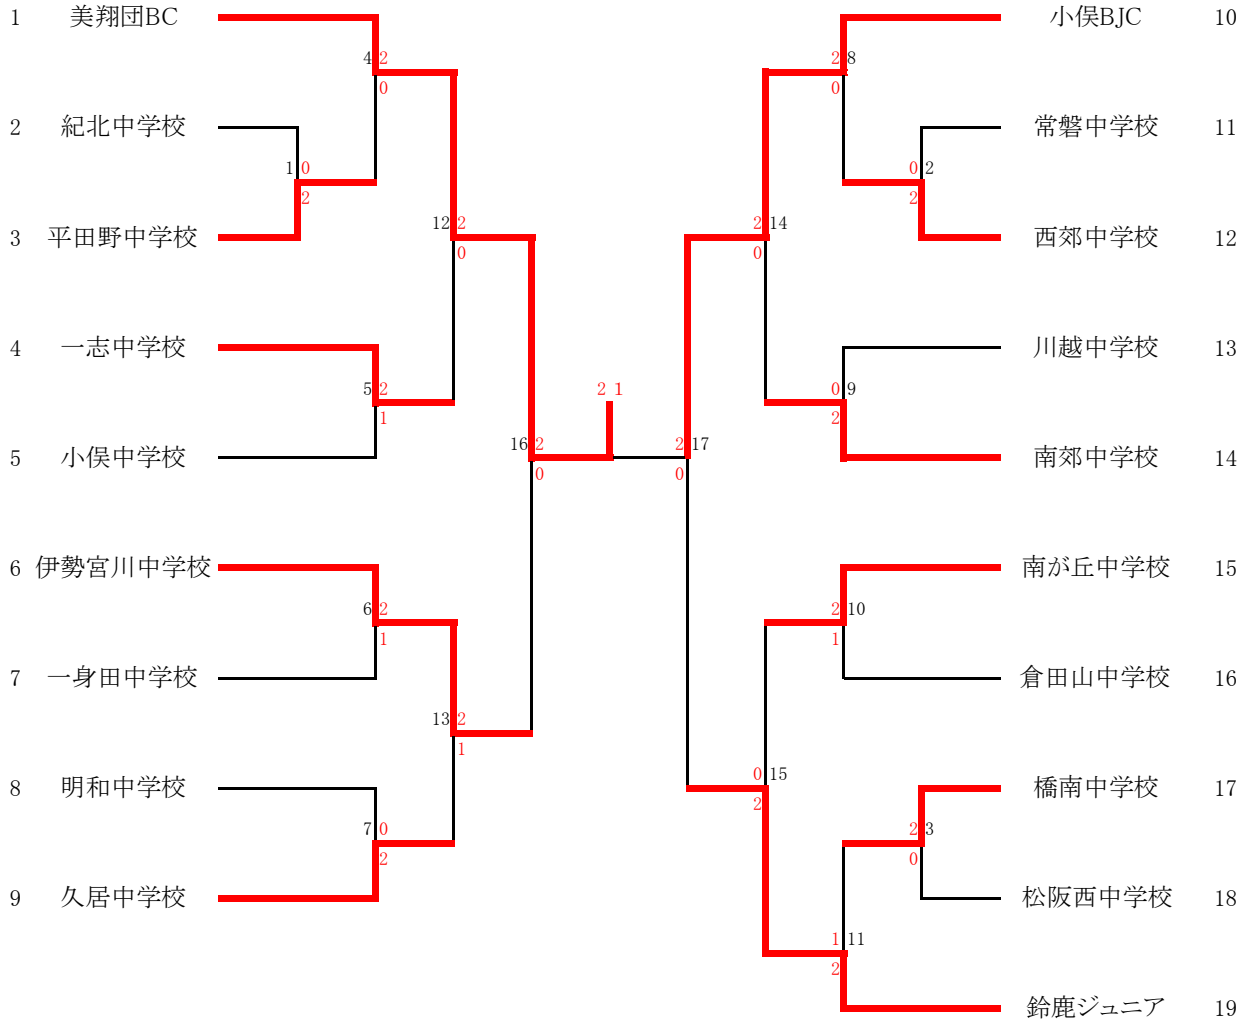 1 美翔団BC 小俣BJC 10
4 2 2 8
0 0
2 紀北中学校 常磐中学校 11
1 0 0 2
2 2
12 2 2 14
3 平田野中学校 西郊中学校 12
0 0
4 一志中学校 川越中学校 13
5 2 2 1 0 9
1 2
16 2 2 17
5 小俣中学校 南郊中学校 14
0 0
6 伊勢宮川中学校 南が丘中学校 15
6 2 2 10
1 1
7 一身田中学校 倉田山中学校 16
13 2
1
0 15
8 明和中学校 橋南中学校 17
2
7 0 2 3
2 0
9 久居中学校 松阪西中学校 18
1 11
2
鈴鹿ジュニア 19